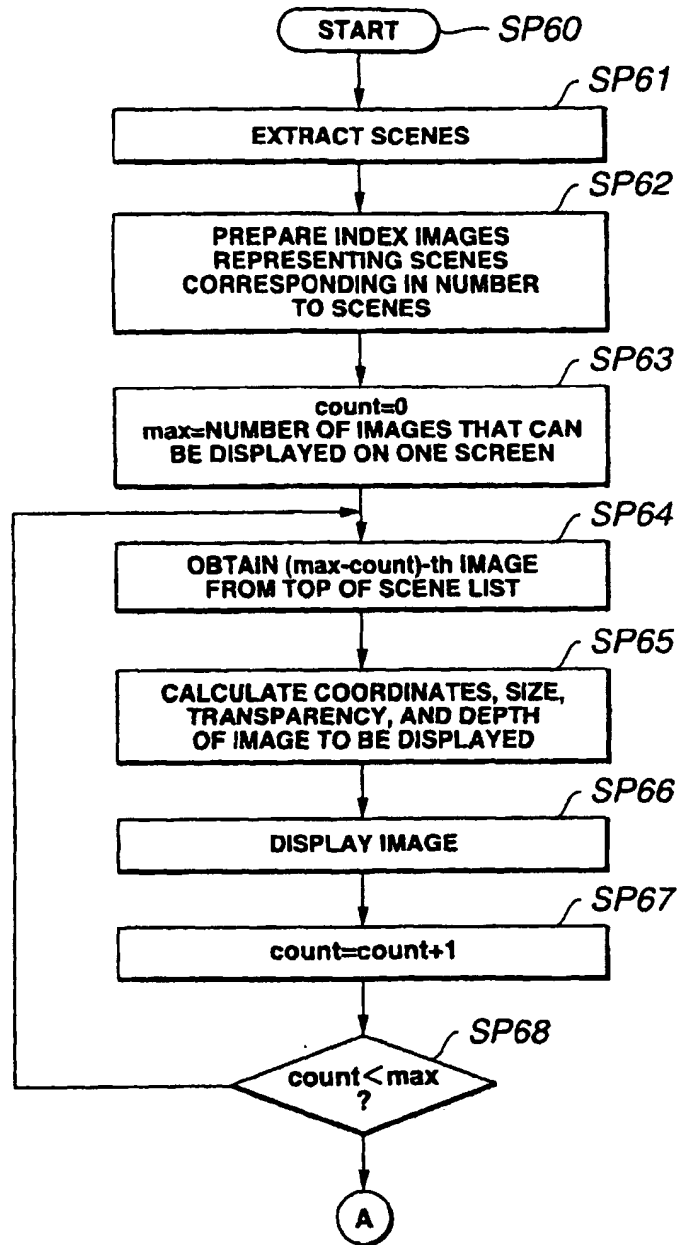 START
SP60
SP61
EXTRACT SCENES
SP62
PREPARE INDEX IMAGES
REPRESENTING SCENES
CORRESPONDING IN NUMBER
TO SCENES
SP63
count=0
max=NUMBER OF IMAGES THAT CAN
BE DISPLAYED ON ONE SCREEN
SP64
OBTAIN (max-count)-th IMAGE
FROM TOP OF SCENE LIST
SP65
CALCULATE COORDINATES, SIZE,
TRANSPARENCY, AND DEPTH
OF IMAGE TO BE DISPLAYED
SP66
DISPLAY IMAGE
SP67
count=count+1
SP68
count<max
?
A